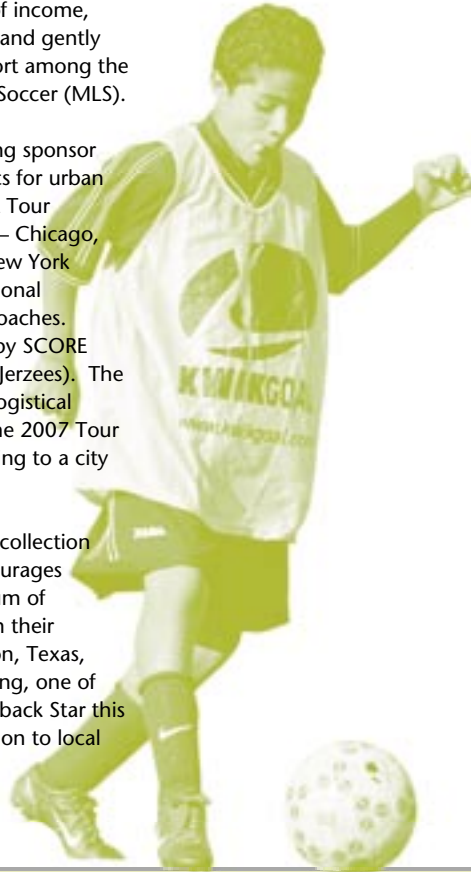 f income,
and gently
ort among the
Soccer (MLS).
ng sponsor
ts for urban
Tour
– Chicago,
ew York
onal
oaches.
by SCORE
Jerzees). The
ogistical
he 2007 Tour
ng to a city
collection
urages
um of
n their
on, Texas,
ng, one of
back Star this
on to local
KWIKGOAL
www.kwikgoal.com